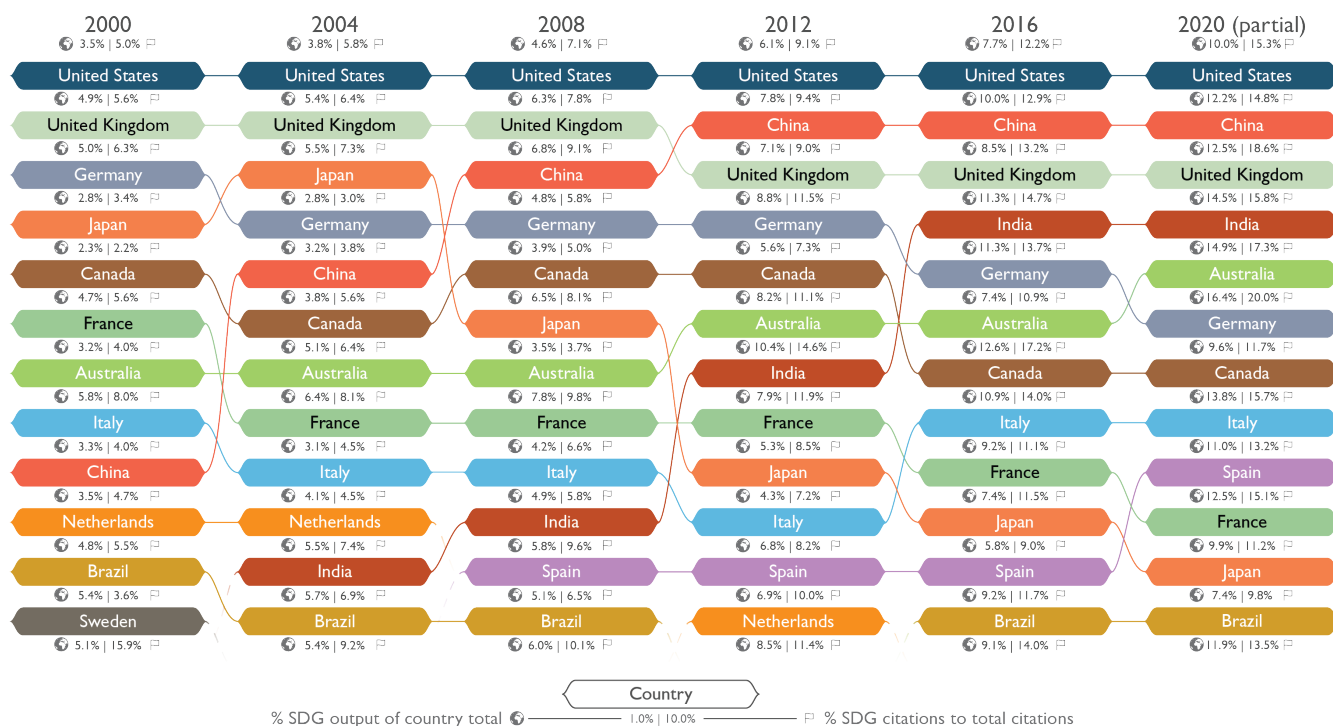 2000 2004 2008 2012 2016 2020 (partial)
3.5% | 5.0% 3.8% | 5.8% 4.6% | 7.1% 6.1% | 9.1% 7.7% | 12.2% 10.0% | 15.3%
United States United States United States United States United States United States
4.9% | 5.6% 5.4% | 6.4% 6.3% | 7.8% 7.8% | 9.4% 10.0% | 12.9% 12.2% | 14.8%
United Kingdom United Kingdom United Kingdom China China China
5.0% | 6.3% 5.5% | 7.3% 6.8% | 9.1% 7.1% | 9.0% 8.5% | 13.2% 12.5% | 18.6%
Germany Japan China United Kingdom United Kingdom United Kingdom
2.8% | 3.4% 2.8% | 3.0% 4.8% | 5.8% 8.8% | 11.5% 11.3% | 14.7% 14.5% | 15.8%
Japan Germany Germany Germany India India
2.3% | 2.2% 3.2% | 3.8% 3.9% | 5.0% 5.6% | 7.3% 11.3% | 13.7% 14.9% | 17.3%
Canada China Canada Canada Germany Australia
4.7% | 5.6% 3.8% | 5.6% 6.5% | 8.1% 8.2% | 11.1% 7.4% | 10.9% 16.4% | 20.0%
France Canada Japan Australia Australia Germany
3.2% | 4.0% 5.1% | 6.4% 3.5% | 3.7% 10.4% | 14.6% 12.6% | 17.2% 9.6% | 11.7%
Australia Australia Australia India Canada Canada
5.8% | 8.0% 6.4% | 8.1% 7.8% | 9.8% 7.9% | 11.9% 10.9% | 14.0% 13.8% | 15.7%
Italy France France France Italy Italy
3.3% | 4.0% 3.1% | 4.5% 4.2% | 6.6% 5.3% | 8.5% 9.2% | 11.1% 11.0% | 13.2%
China Italy Italy Japan France Spain
3.5% | 4.7% 4.1% | 4.5% 4.9% | 5.8% 4.3% | 7.2% 7.4% | 11.5% 12.5% | 15.1%
Netherlands Netherlands India Italy Japan France
4.8% | 5.5% 5.5% | 7.4% 5.8% | 9.6% 6.8% | 8.2% 5.8% | 9.0% 9.9% | 11.2%
Brazil India Spain Spain Spain Japan
5.4% | 3.6% 5.7% | 6.9% 5.1% | 6.5% 6.9% | 10.0% 9.2% | 11.7% 7.4% | 9.8%
Sweden Brazil Brazil Netherlands Brazil Brazil
5.1% | 15.9% 5.4% | 9.2% 6.0% | 10.1% 8.5% | 11.4% 9.1% | 14.0% 11.9% | 13.5%
Country
% SDG output of country total 1.0% | 10.0% % SDG citations to total citations